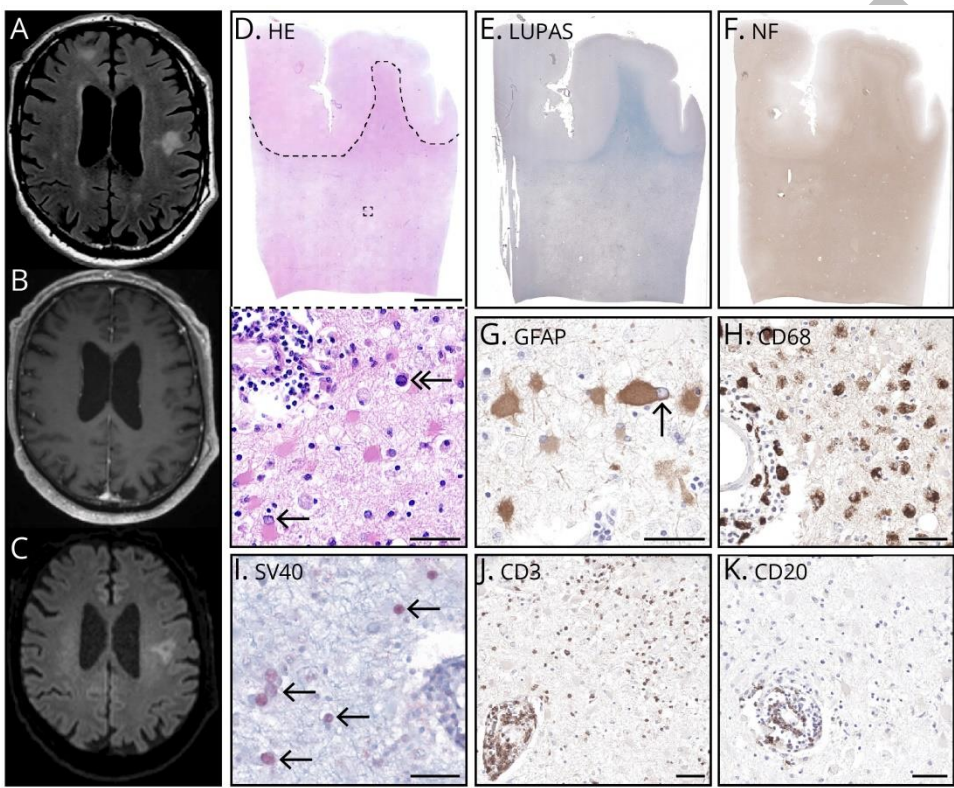 A
B
C
D. HE
E. LUPAS
F. NF
G. GFAP
H. CD68
I. SV40
J. CD3
K. CD20